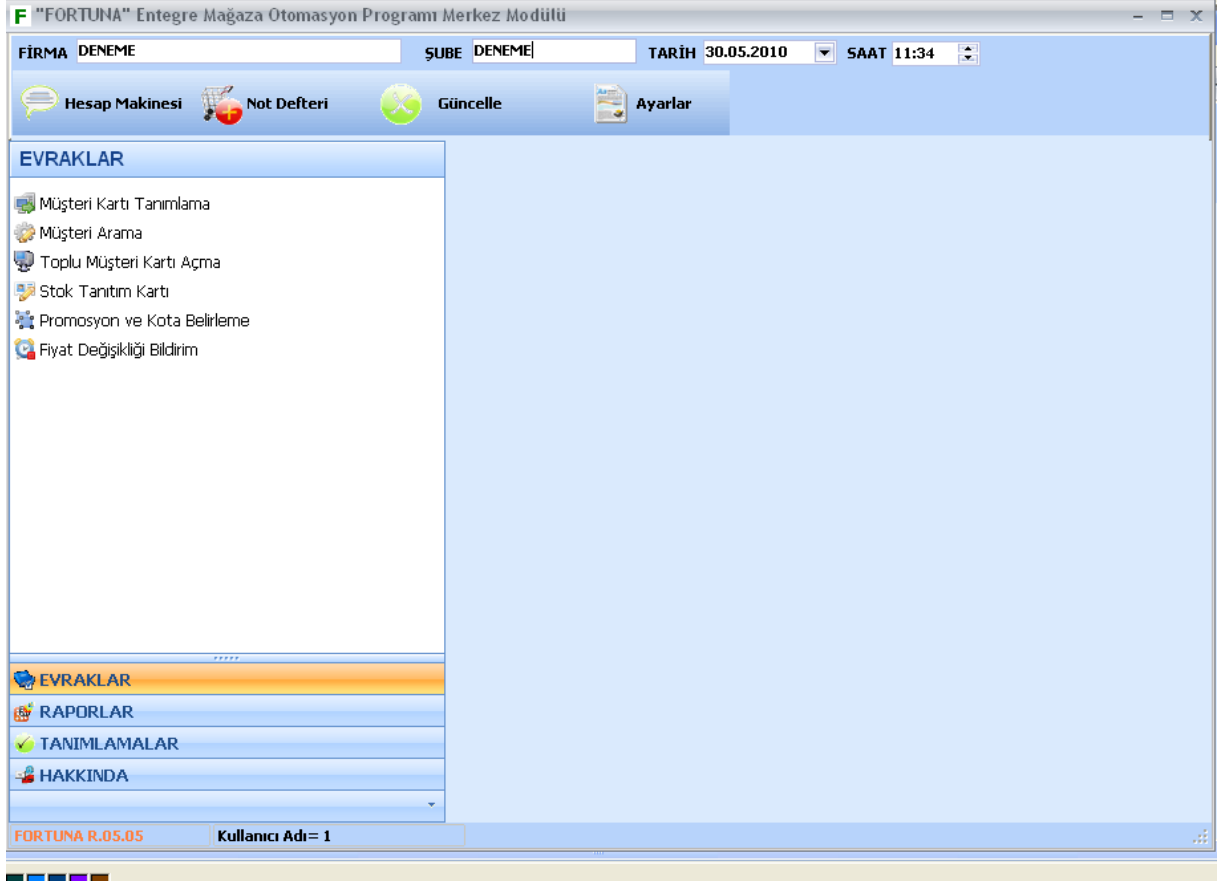 F "FORTUNA" Entegre Mağaza Otomasyon Programı Merkez Modülü
FİRMA DENEME ŞUBE DENEME TARİH 30.05.2010 SAAT 11:34
Hesap Makinesi Not Defteri Güncelle Ayarlar
EVRAKLAR
Müşteri Kartı Tanımlama
Müşteri Arama
Toplu Müşteri Kartı Açma
Stok Tanıtım Kartı
Promosyon ve Kota Belirleme
Fiyat Değişikliği Bildirim
EVRAKLAR
RAPORLAR
TANIMLAMALAR
HAKKINDA
FORTUNA R.05.05 Kullanıcı Adı= 1